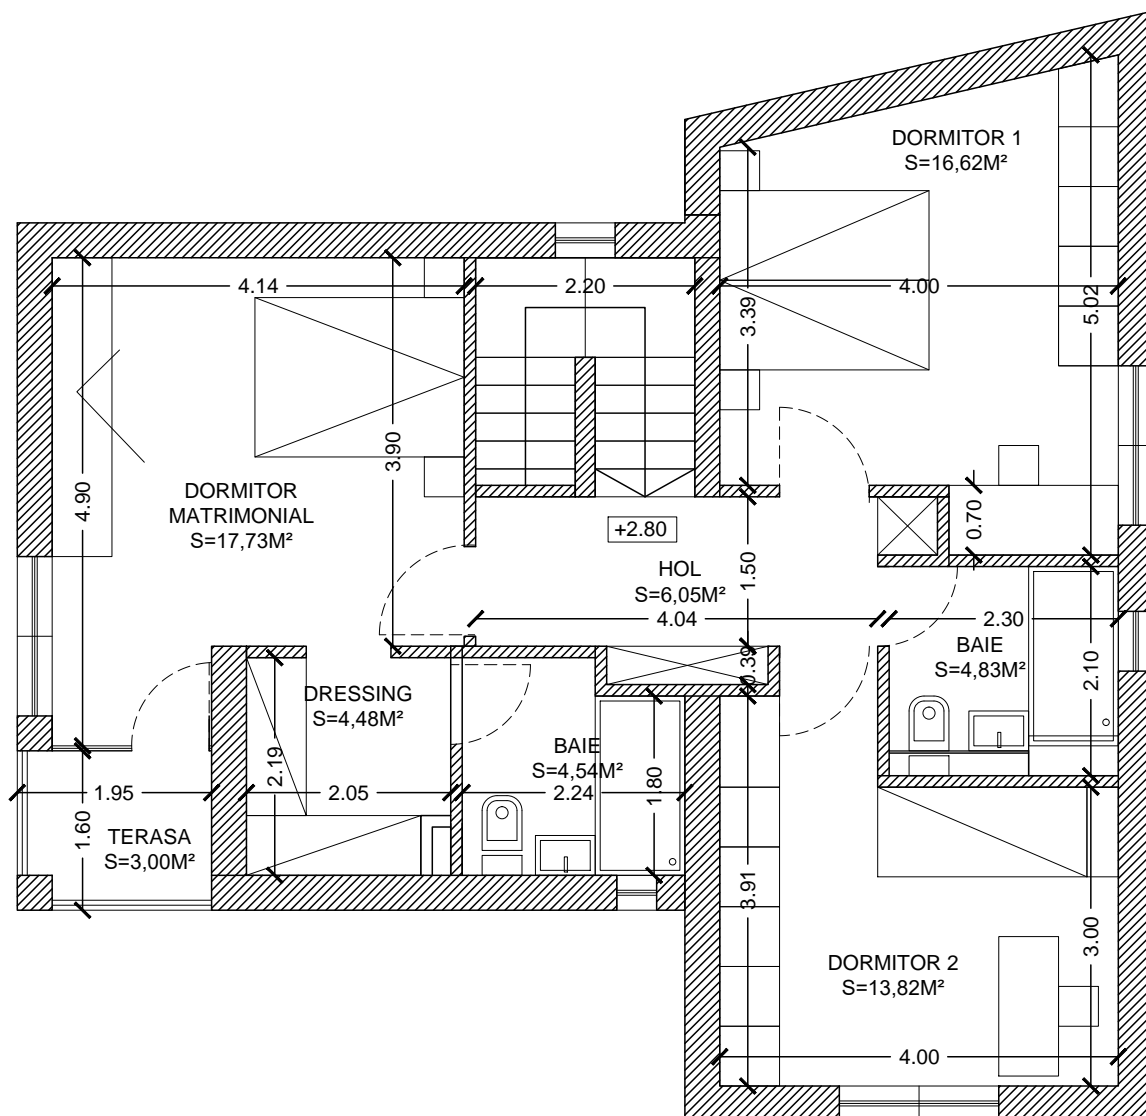 DORMITOR 1
S=16,62M²
4.14
2.20
4.00
3.39
5.02
3.90
4.90
DORMITOR
MATRIMONIAL
S=17,73M²
+2.80
0.70
HOL
S=6,05M²
1.50
4.04
2.30
BAIE
S=4,83M²
2.10
0.39
DRESSING
S=4,48M²
2.19
BAIE
S=4,54M²
1.80
1.95
2.05
2.24
TERASA
S=3,00M²
1.60
3.91
3.00
DORMITOR 2
S=13,82M²
4.00